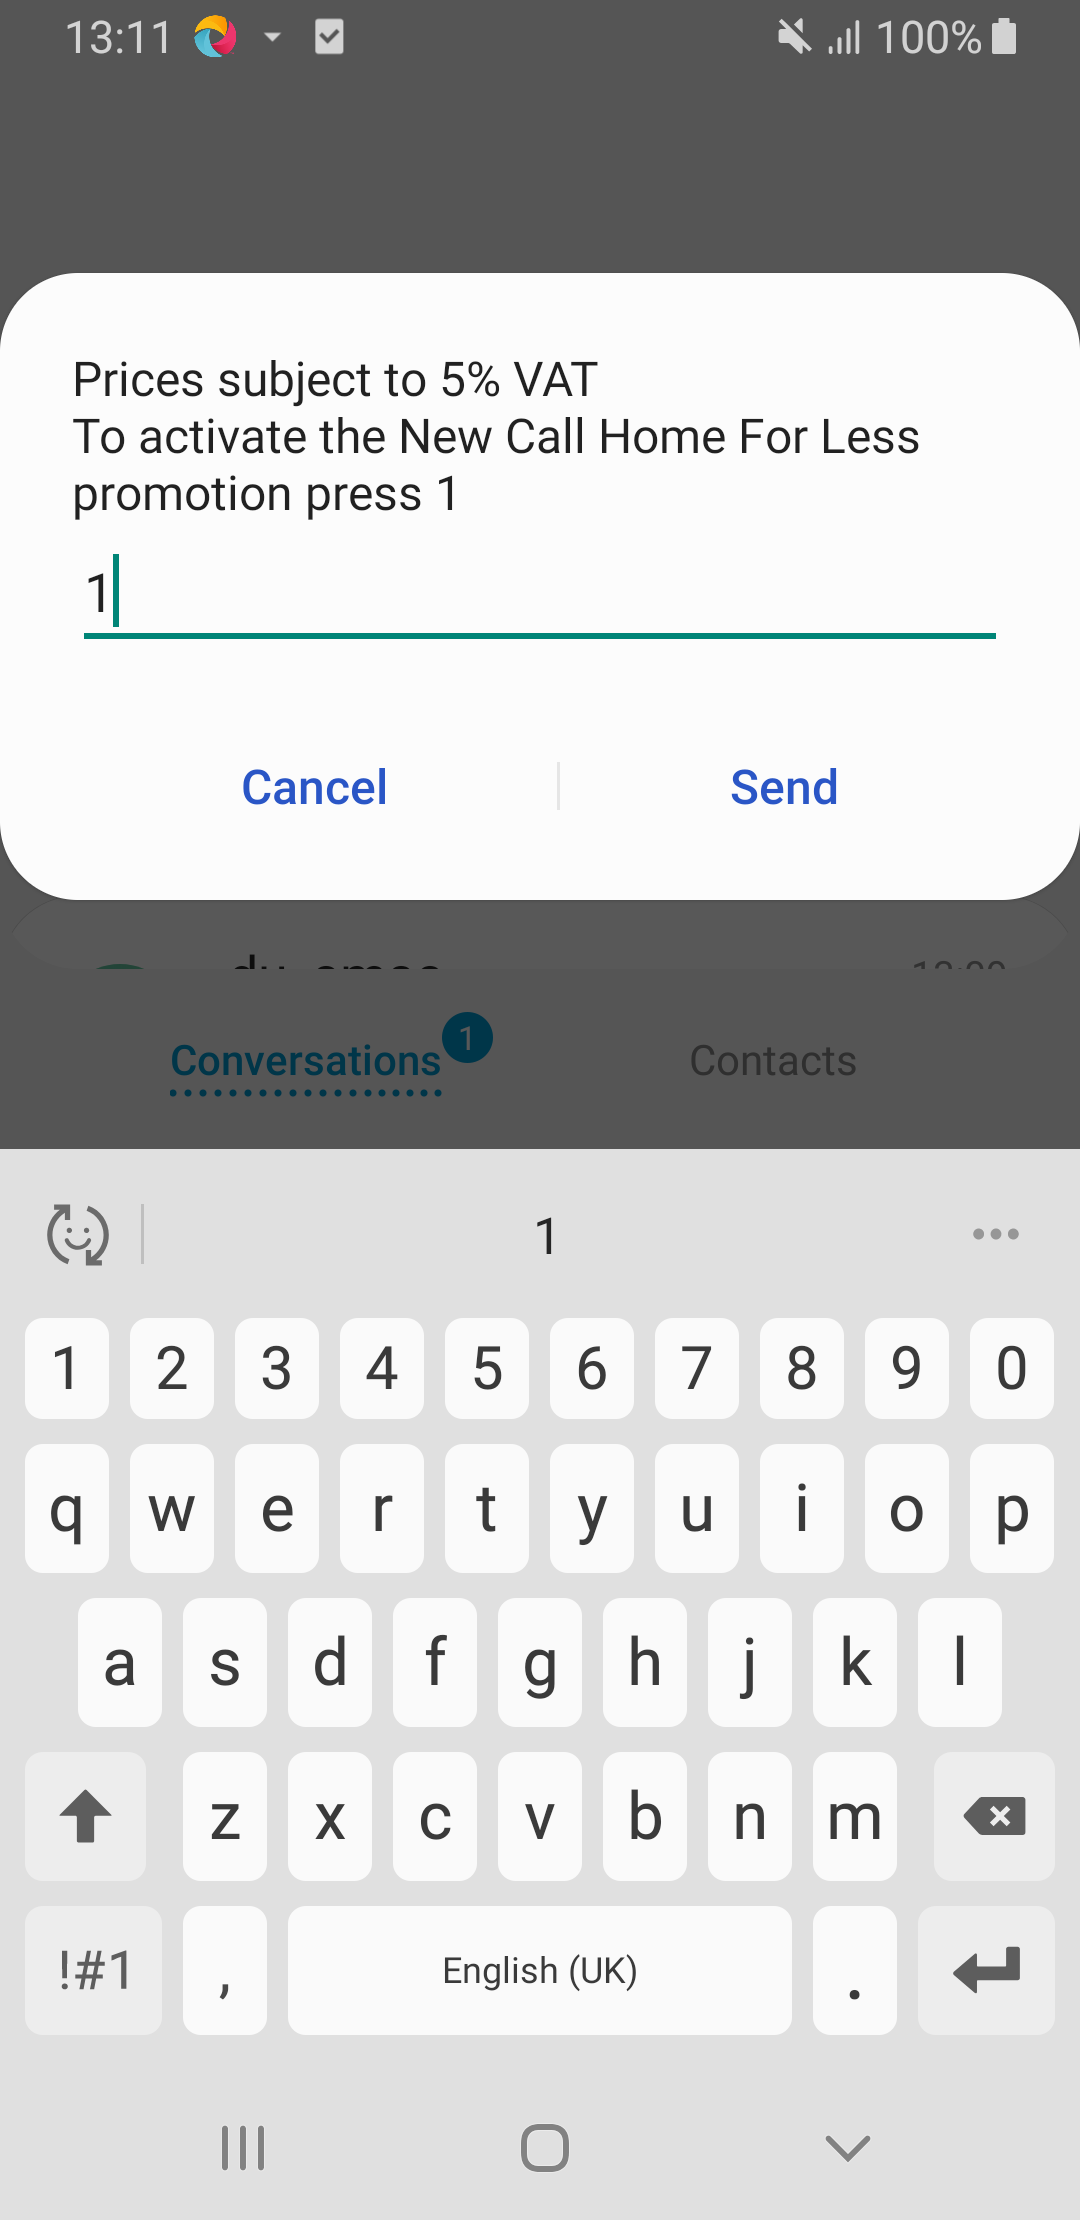 13:11 100%
Prices subject to 5% VAT
To activate the New Call Home For Less
promotion press 1
1
Cancel Send
Conversations 1 Contacts
1
1 2 3 4 5 6 7 8 9 0
q w e r t y u i o p
a s d f g h j k l
z x c v b n m
!#1 , English (UK) .